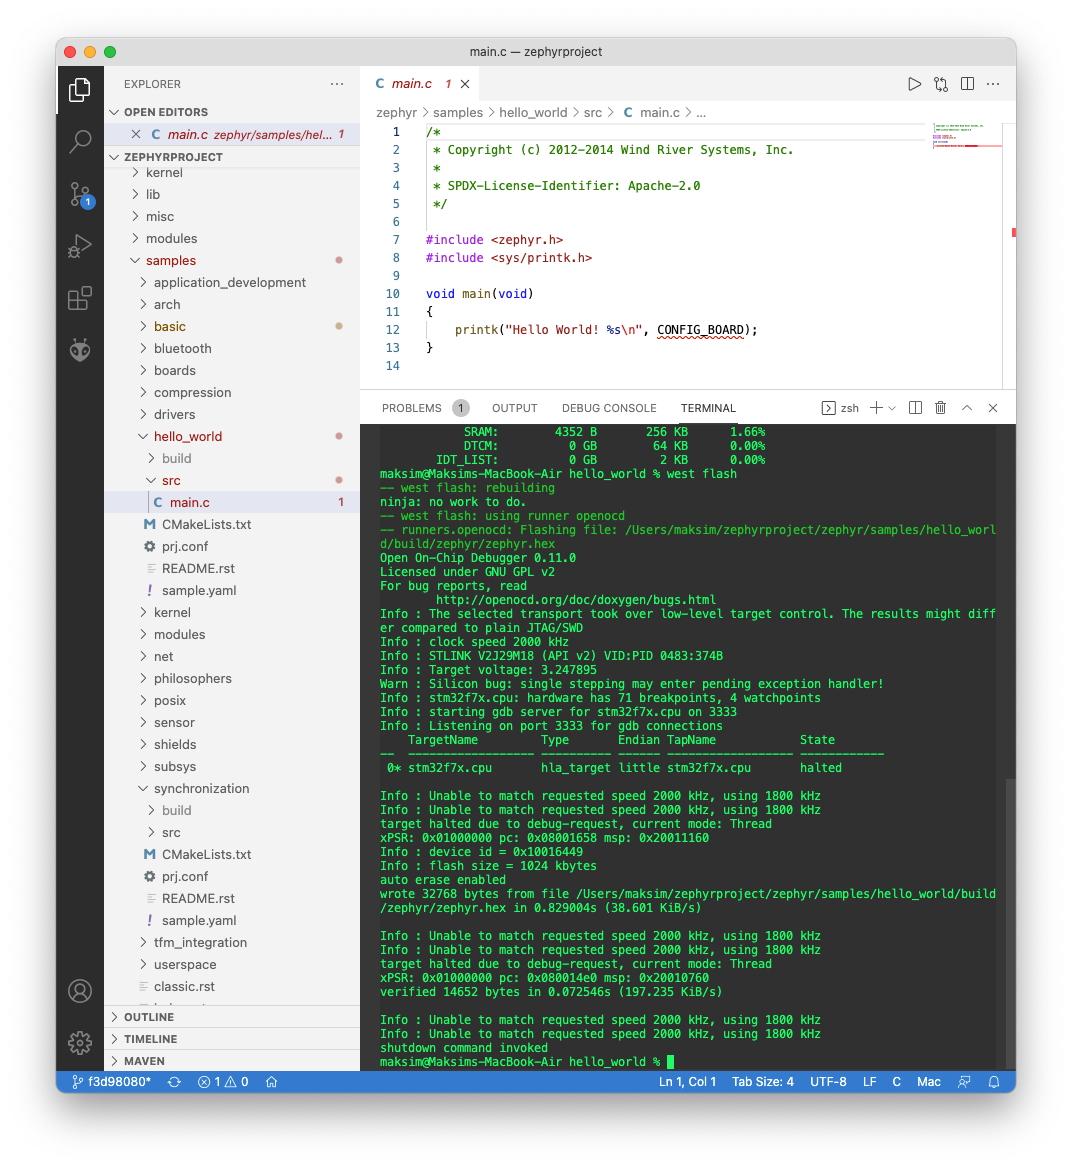 main.c — zephyrproject
EXPLORER
OPEN EDITORS
main.c zephyr/samples/hel... 1
ZEPHYRPROJECT
kernel
lib
misc
modules
samples
application_development
arch
basic
bluetooth
boards
compression
drivers
hello_world
build
src
main.c 1
CMakeLists.txt
prj.conf
README.rst
sample.yaml
kernel
modules
net
philosophers
posix
sensor
shields
subsys
synchronization
build
src
CMakeLists.txt
prj.conf
README.rst
sample.yaml
tfm_integration
userspace
classic.rst
OUTLINE
TIMELINE
MAVEN
1
C main.c 1
zephyr > samples > hello_world > src > C main.c > ...
1 /*
2 * Copyright (c) 2012-2014 Wind River Systems, Inc.
3 *
4 * SPDX-License-Identifier: Apache-2.0
5 */
6
7 #include <zephyr.h>
8 #include <sys/printk.h>
9
10 void main(void)
11 {
12 printk("Hello World! %s\n", CONFIG_BOARD);
13 }
14
PROBLEMS 1 OUTPUT DEBUG CONSOLE TERMINAL zsh
SRAM: 4352 B 256 KB 1.66%
DTCM: 0 GB 64 KB 0.00%
IDT_LIST: 0 GB 2 KB 0.00%
maksim@Maksims-MacBook-Air hello_world % west flash
-- west flash: rebuilding
ninja: no work to do.
-- west flash: using runner openocd
-- runners.openocd: Flashing file: /Users/maksim/zephyrproject/zephyr/samples/hello_worl
d/build/zephyr/zephyr.hex
Open On-Chip Debugger 0.11.0
Licensed under GNU GPL v2
For bug reports, read
http://openocd.org/doc/doxygen/bugs.html
Info : The selected transport took over low-level target control. The results might diff
er compared to plain JTAG/SWD
Info : clock speed 2000 kHz
Info : STLINK V2J29M18 (API v2) VID:PID 0483:374B
Info : Target voltage: 3.247895
Warn : Silicon bug: single stepping may enter pending exception handler!
Info : stm32f7x.cpu: hardware has 71 breakpoints, 4 watchpoints
Info : starting gdb server for stm32f7x.cpu on 3333
Info : Listening on port 3333 for gdb connections
TargetName Type Endian TapName State
-- ------------------ ---------- ------ ------------------ ------------
0* stm32f7x.cpu hla_target little stm32f7x.cpu halted
Info : Unable to match requested speed 2000 kHz, using 1800 kHz
Info : Unable to match requested speed 2000 kHz, using 1800 kHz
target halted due to debug-request, current mode: Thread
xPSR: 0x01000000 pc: 0x08001658 msp: 0x20011160
Info : device id = 0x10016449
Info : flash size = 1024 kbytes
auto erase enabled
wrote 32768 bytes from file /Users/maksim/zephyrproject/zephyr/samples/hello_world/build
/zephyr/zephyr.hex in 0.829004s (38.601 KiB/s)
Info : Unable to match requested speed 2000 kHz, using 1800 kHz
Info : Unable to match requested speed 2000 kHz, using 1800 kHz
target halted due to debug-request, current mode: Thread
xPSR: 0x01000000 pc: 0x080014e0 msp: 0x20010760
verified 14652 bytes in 0.072546s (197.235 KiB/s)
Info : Unable to match requested speed 2000 kHz, using 1800 kHz
Info : Unable to match requested speed 2000 kHz, using 1800 kHz
shutdown command invoked
maksim@Maksims-MacBook-Air hello_world %
f3d98080* 1 0 Ln 1, Col 1 Tab Size: 4 UTF-8 LF C Mac